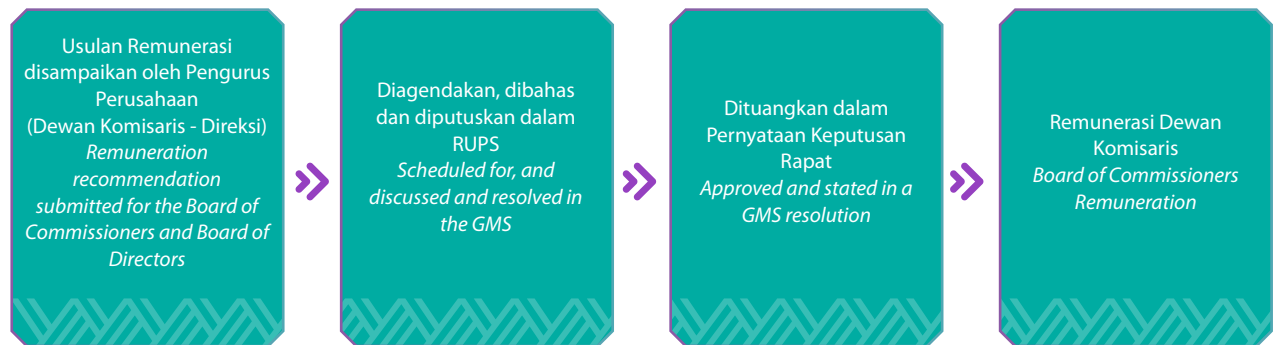 Usulan Remunerasi
disampaikan oleh Pengurus
Perusahaan
(Dewan Komisaris - Direksi)
Remuneration
recommendation
submitted for the Board of
Commissioners and Board of
Directors
Diagendakan, dibahas
dan diputuskan dalam
RUPS
Scheduled for, and
discussed and resolved in
the GMS
Dituangkan dalam
Pernyataan Keputusan
Rapat
Approved and stated in a
GMS resolution
Remunerasi Dewan
Komisaris
Board of Commissioners
Remuneration